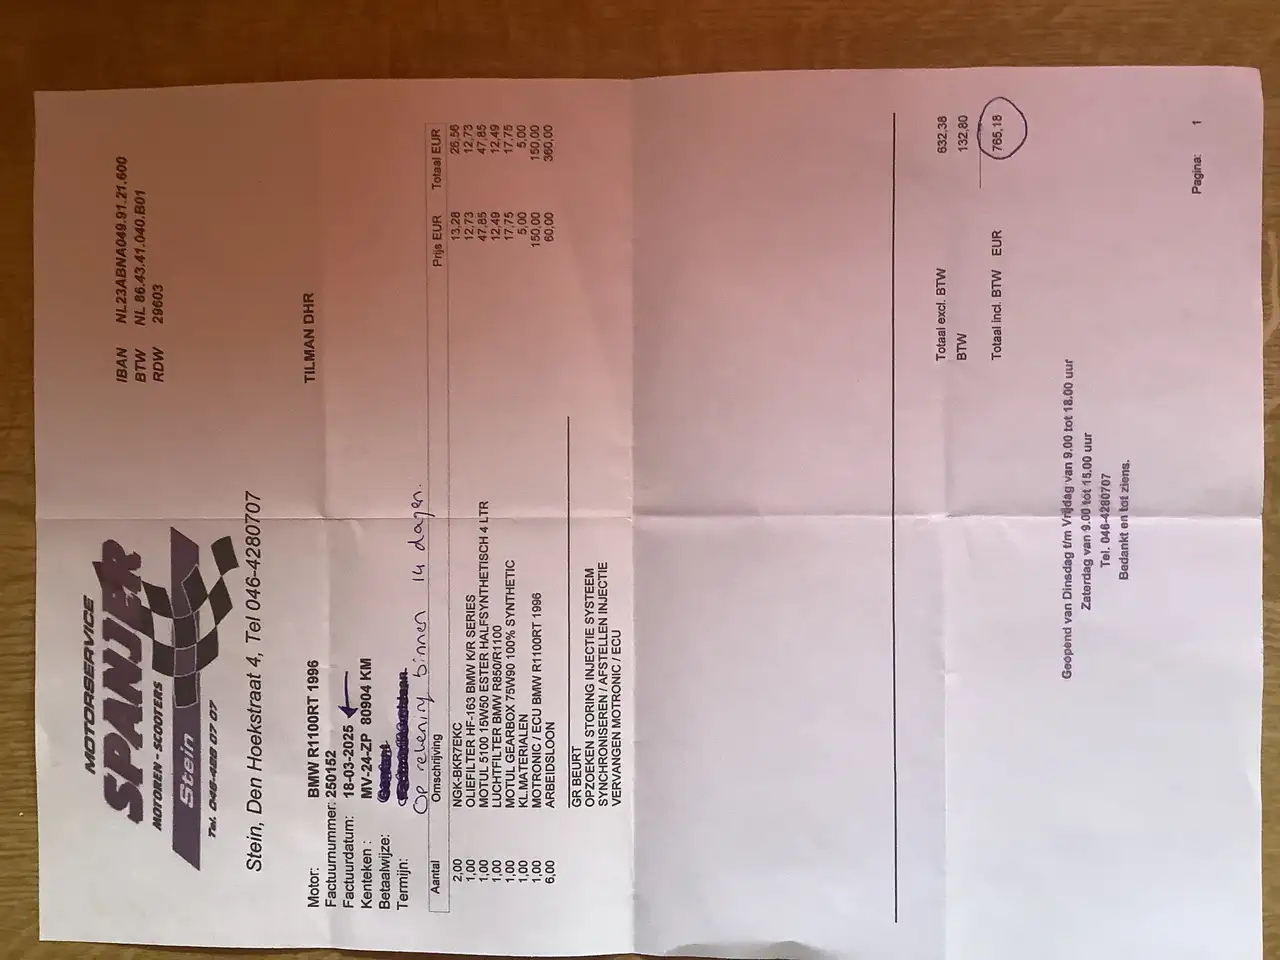 MOTORSERVICE
SPANJER
MOTOREN - SCOOTERS
Stein
Tel. 046-428 07 07
IBAN NL23ABNA049.91.21.600
BTW NL 86.43.41.040.B01
RDW 29603
Stein, Den Hoekstraat 4, Tel 046-4280707
TILMAN DHR
Motor: BMW R1100RT 1996
Factuurnummer: 250152
Factuurdatum: 18-03-2025
Kenteken : MV-24-ZP 80904 KM
Betaalwijze:
Termijn:
Op rekening binnen 14 dagen.
Aantal Omschrijving Prijs EUR Totaal EUR
2,00 NGK-BKR7EKC 13,28 26,56
1,00 OLIEFILTER HF-163 BMW K/R SERIES 12,73 12,73
1,00 MOTUL 5100 15W50 ESTER HALFSYNTHETISCH 4 LTR 47,85 47,85
1,00 LUCHTFILTER BMW R850/R1100 12,49 12,49
1,00 MOTUL GEARBOX 75W90 100% SYNTHETIC 17,75 17,75
1,00 KL.MATERIALEN 5,00 5,00
1,00 MOTRONIC / ECU BMW R1100RT 1996 150,00 150,00
6,00 ARBEIDSLOON 60,00 360,00
GR BEURT
OPZOEKEN STORING INJECTIE SYSTEEM
SYNCHRONISEREN / AFSTELLEN INJECTIE
VERVANGEN MOTRONIC / ECU
Totaal excl. BTW 632,38
BTW 132,80
Totaal incl. BTW EUR 765,18
Geopend van Dinsdag t/m Vrijdag van 9.00 tot 18.00 uur
Zaterdag van 9.00 tot 15.00 uur
Tel. 046-4280707
Bedankt en tot ziens.
Pagina: 1